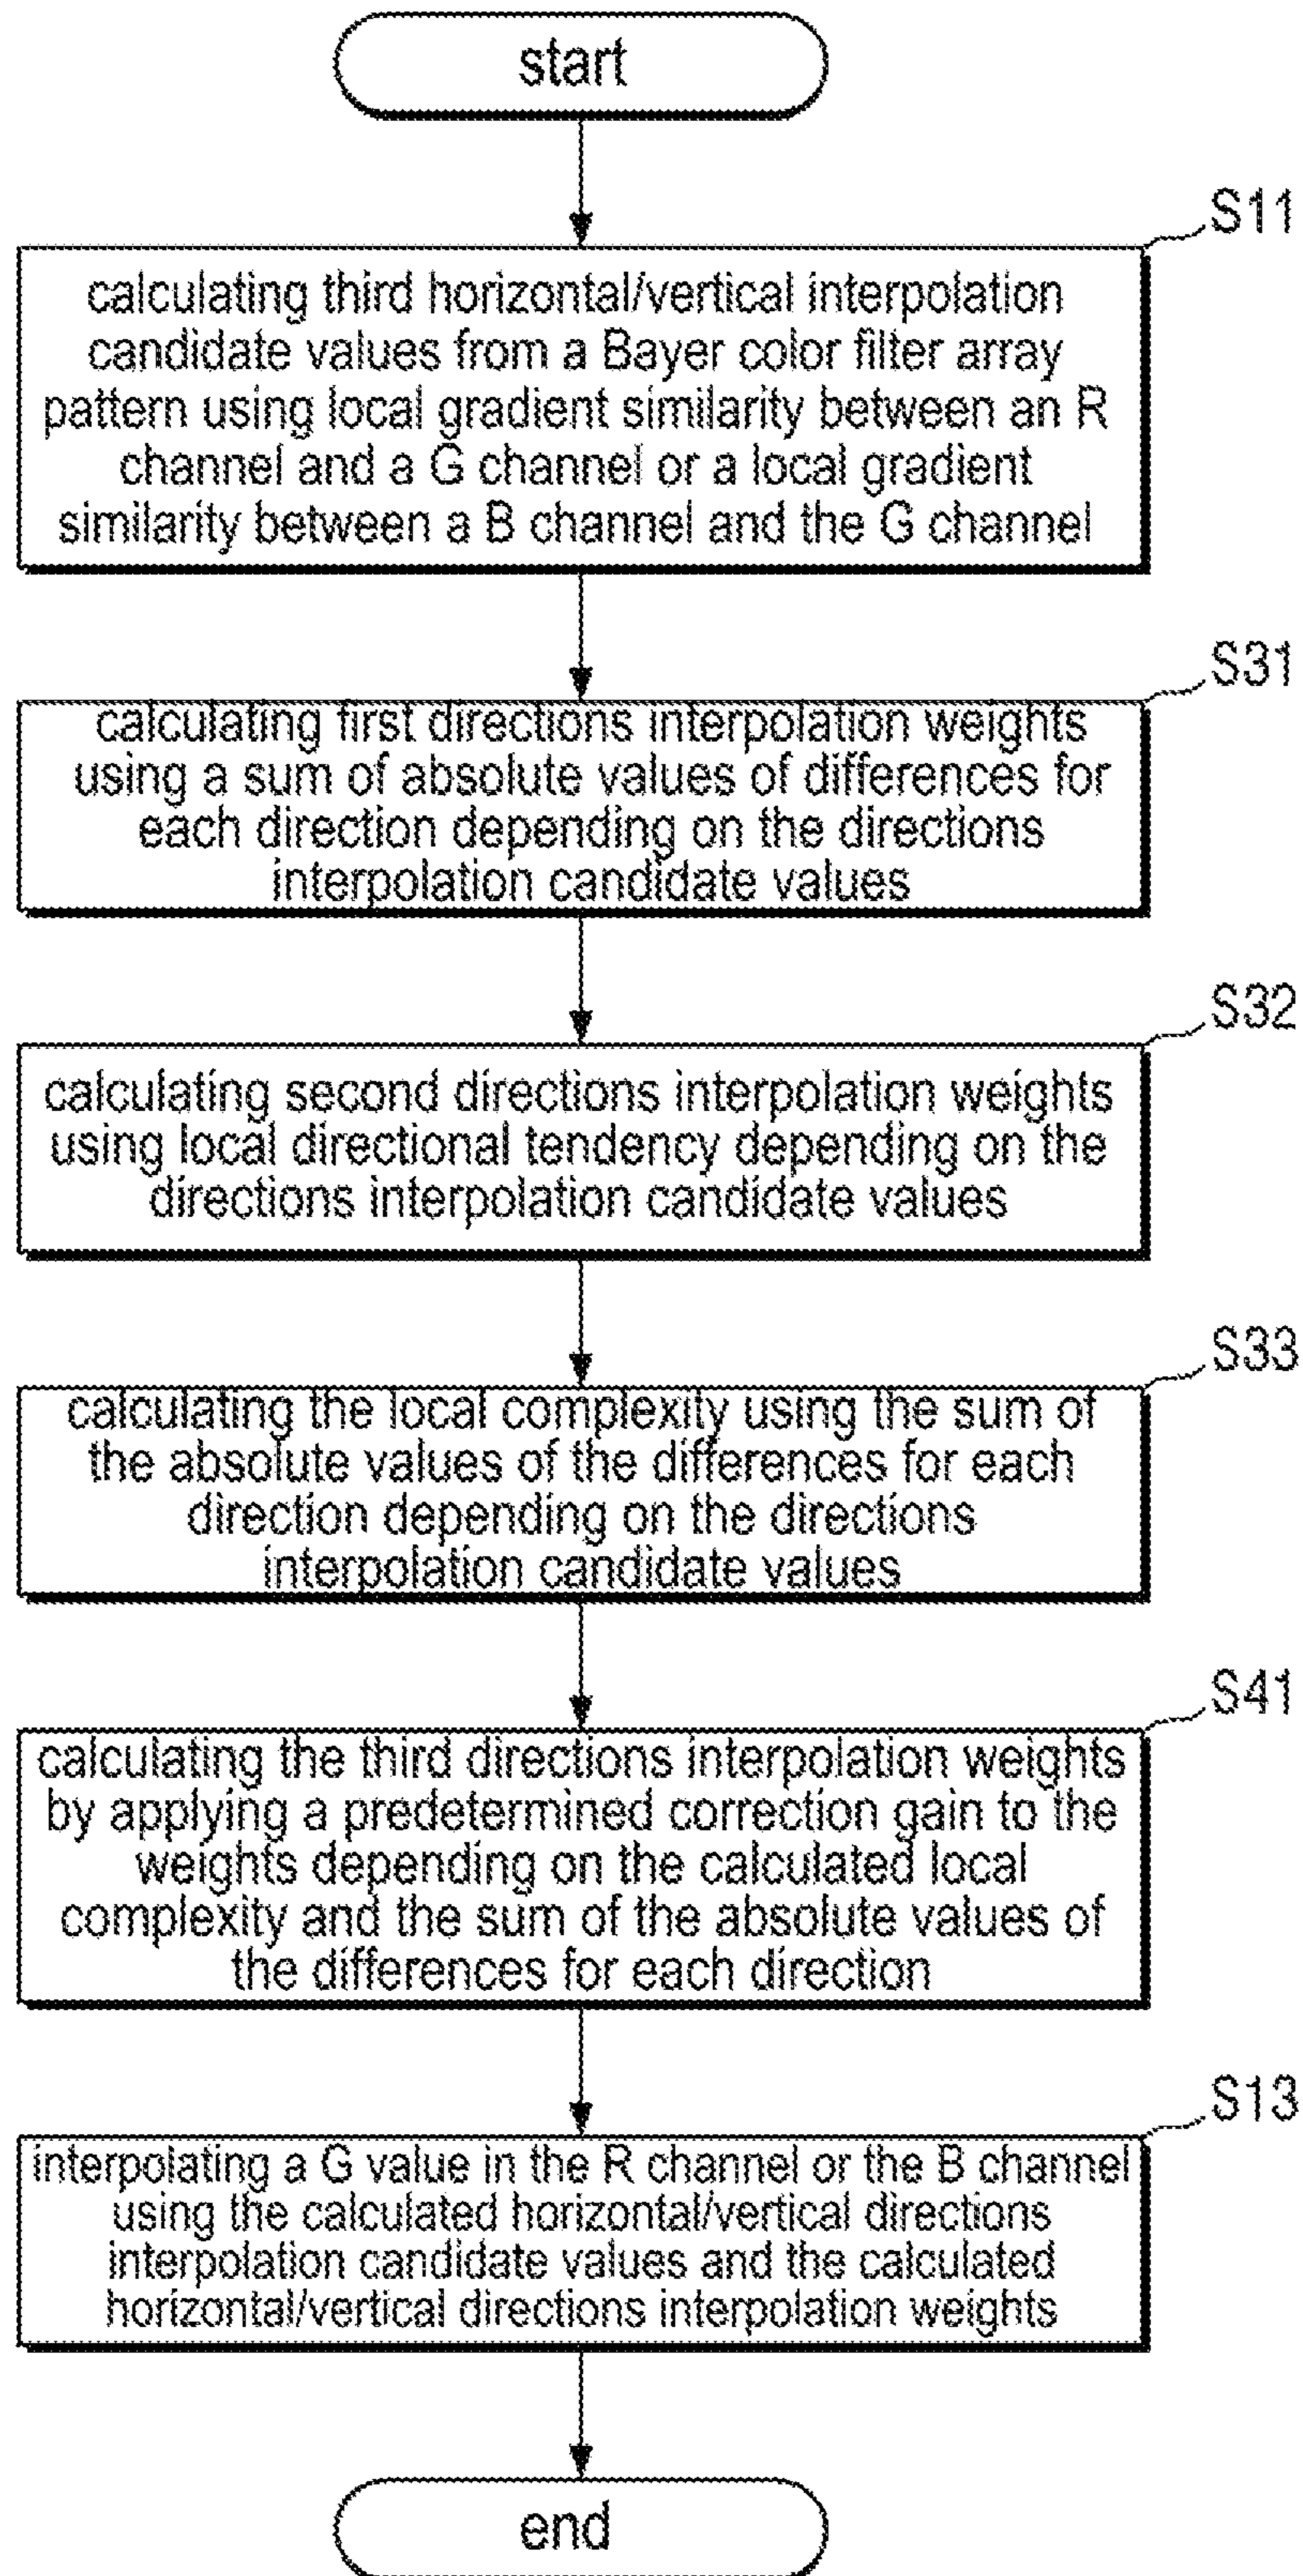 start
S11
calculating third horizontal/vertical interpolation
candidate values from a Bayer color filter array
pattern using local gradient similarity between an R
channel and a G channel or a local gradient
similarity between a B channel and the G channel
S31
calculating first directions interpolation weights
using a sum of absolute values of differences for
each direction depending on the directions
interpolation candidate values
S32
calculating second directions interpolation weights
using local directional tendency depending on the
directions interpolation candidate values
S33
calculating the local complexity using the sum of
the absolute values of the differences for each
direction depending on the directions
interpolation candidate values
S41
calculating the third directions interpolation weights
by applying a predetermined correction gain to the
weights depending on the calculated local
complexity and the sum of the absolute values of
the differences for each direction
S13
interpolating a G value in the R channel or the B channel
using the calculated horizontal/vertical directions
interpolation candidate values and the calculated
horizontal/vertical directions interpolation weights
end